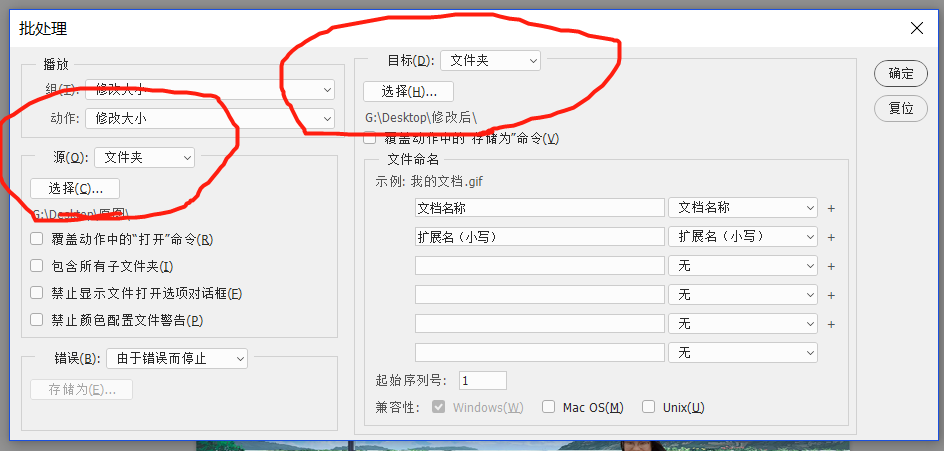 批处理
播放
组(T): 修改大小
动作: 修改大小
源(O): 文件夹
选择(C)...
G:\Desktop\原图\
覆盖动作中的“打开”命令(R)
包含所有子文件夹(I)
禁止显示文件打开选项对话框(F)
禁止颜色配置文件警告(P)
错误(B): 由于错误而停止
存储为(E)...
目标(D): 文件夹
选择(H)...
G:\Desktop\修改后\
覆盖动作中的“存储为”命令(V)
文件命名
示例: 我的文档.gif
文档名称 文档名称 +
扩展名（小写） 扩展名（小写） +
无 +
无 +
无 +
无
起始序列号: 1
兼容性: Windows(W) Mac OS(M) Unix(U)
确定
复位